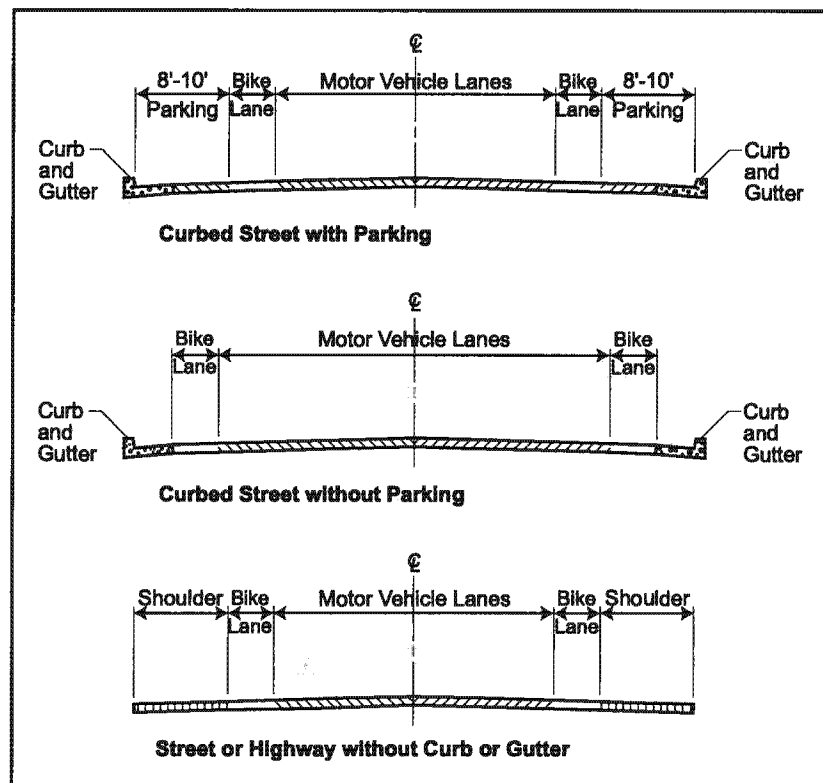 ℄
8'-10' Bike Motor Vehicle Lanes Bike 8'-10'
Parking Lane Lane Parking
Curb and Gutter
Curb and Gutter
Curbed Street with Parking
℄
Bike Motor Vehicle Lanes Bike
Lane Lane
Curb and Gutter
Curb and Gutter
Curbed Street without Parking
℄
Shoulder Bike Motor Vehicle Lanes Bike Shoulder
Lane Lane
Street or Highway without Curb or Gutter